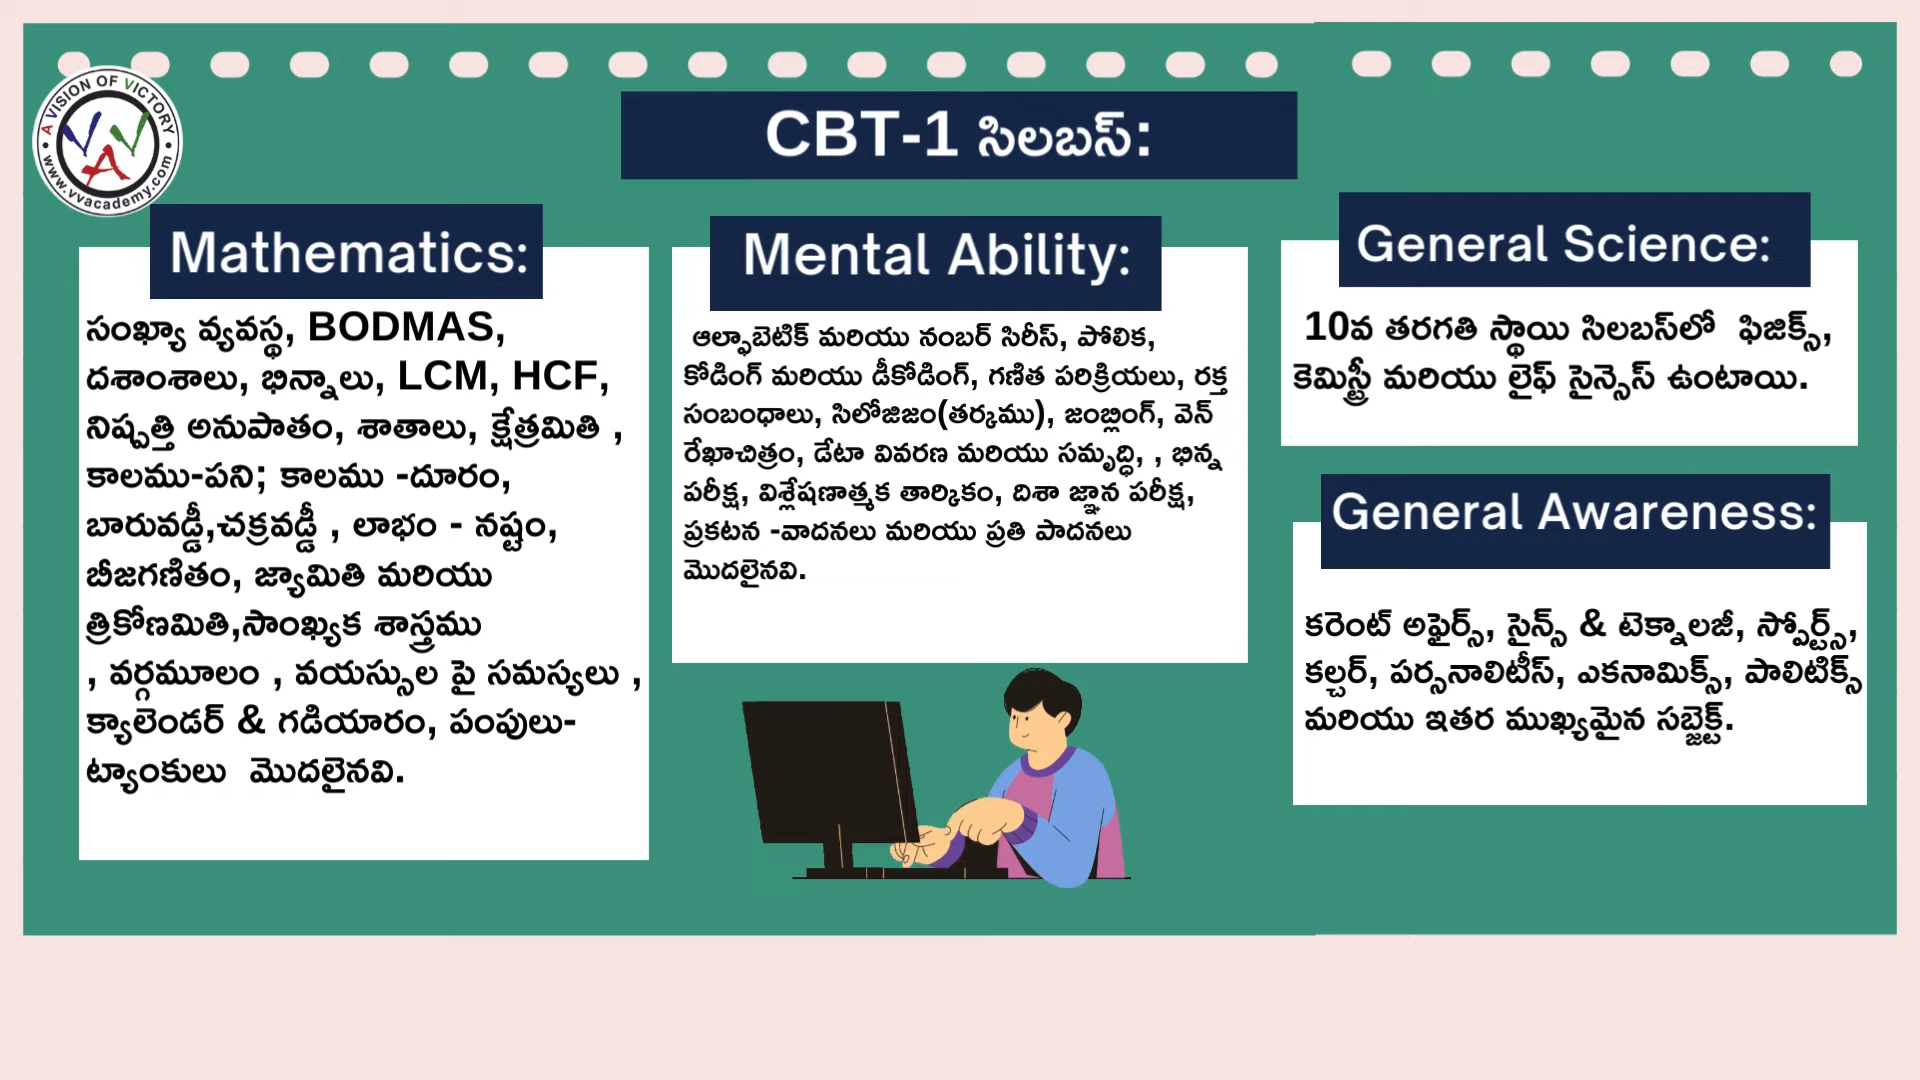 A VISION OF VICTORY
VVA
www.vvacademy.com
CBT-1 సిలబస్:
Mathematics:
సంఖ్యా వ్యవస్థ, BODMAS,
దశాంశాలు, భిన్నాలు, LCM, HCF,
నిష్పత్తి అనుపాతం, శాతాలు, క్షేత్రమితి ,
కాలము-పని; కాలము -దూరం,
బారువడ్డీ,చక్రవడ్డీ , లాభం - నష్టం,
బీజగణితం, జ్యామితి మరియు
త్రికోణమితి,సాంఖ్యక శాస్త్రము
, వర్గమూలం , వయస్సుల పై సమస్యలు ,
క్యాలెండర్ & గడియారం, పంపులు-
ట్యాంకులు మొదలైనవి.
Mental Ability:
ఆల్ఫాబెటిక్ మరియు నంబర్ సిరీస్, పోలిక,
కోడింగ్ మరియు డీకోడింగ్, గణిత పరిక్రియలు, రక్త
సంబంధాలు, సిలోజిజం(తర్కము), జంబ్లింగ్, వెన్
రేఖాచిత్రం, డేటా వివరణ మరియు సమృద్ధి, , భిన్న
పరీక్ష, విశ్లేషణాత్మక తార్కికం, దిశా జ్ఞాన పరీక్ష,
ప్రకటన -వాదనలు మరియు ప్రతి పాదనలు
మొదలైనవి.
General Science:
10వ తరగతి స్థాయి సిలబస్‌లో ఫిజిక్స్,
కెమిస్ట్రీ మరియు లైఫ్ సైన్సెస్ ఉంటాయి.
General Awareness:
కరెంట్ అఫైర్స్, సైన్స్ & టెక్నాలజీ, స్పోర్ట్స్,
కల్చర్, పర్సనాలిటీస్, ఎకనామిక్స్, పాలిటిక్స్
మరియు ఇతర ముఖ్యమైన సబ్జెక్ట్.